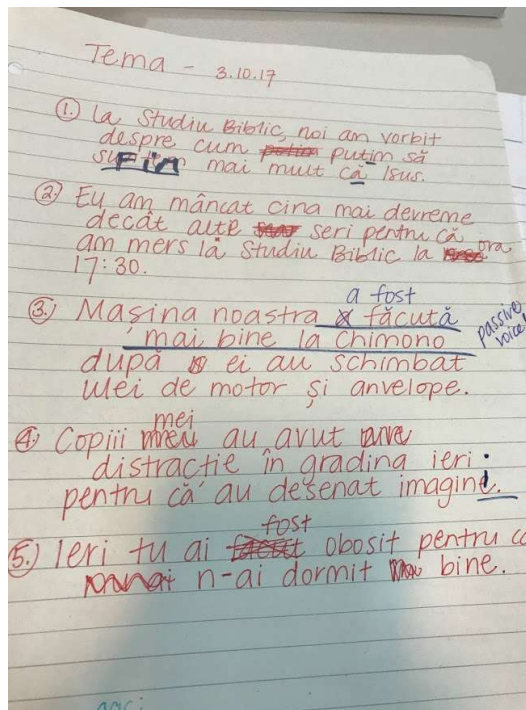 Tema - 3.10.17
1. La Studiu Biblic, noi am vorbit
despre cum putim să
Fim mai mult ca Isus.
2. Eu am mâncat cina mai devreme
decât alte seri pentru că
am mers la Studiu Biblic la ora
17:30.
3. Mașina noastra a fost făcută
mai bine la Chimono
passive voice!
după ei au schimbat
ulei de motor și anvelope.
4. Copiii mei au avut
distracție în gradina ieri
pentru că au desenat imagini.
5. Ieri tu ai fost obosit pentru că
n-ai dormit bine.